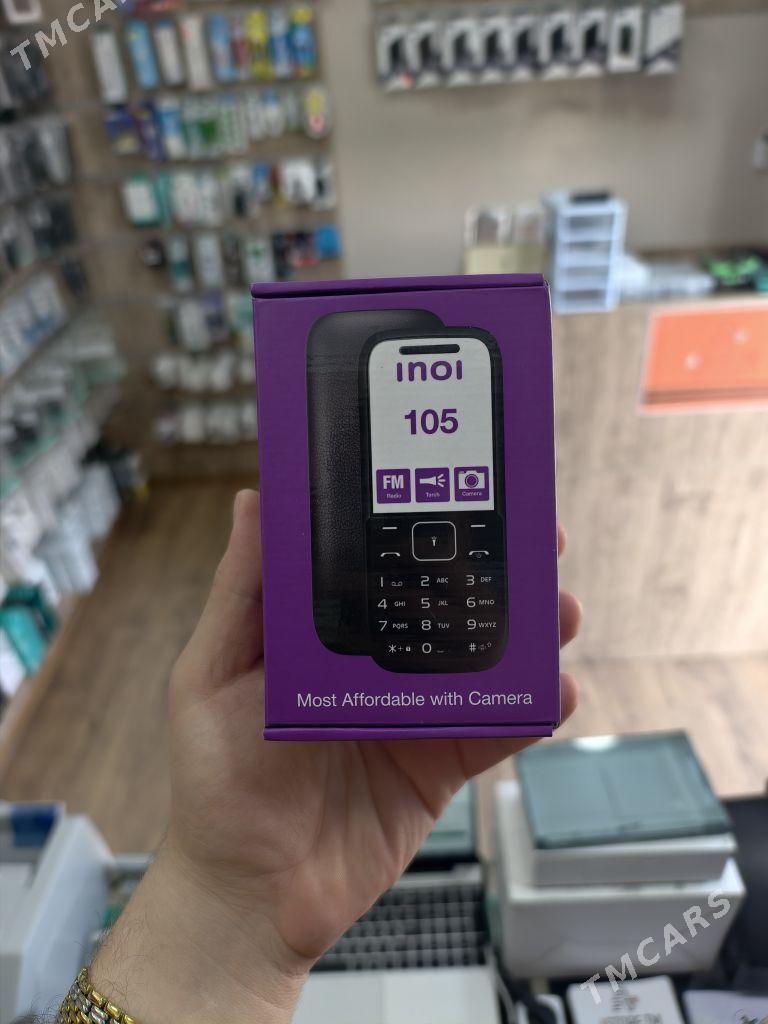 TMCARS
inoi
105
FM
Radio
Torch
Camera
1
2 ABC
3 DEF
4 GHI
5 JKL
6 MNO
7 PQRS
8 TUV
9 WXYZ
*+
0
#
Most Affordable with Camera
TMCARS